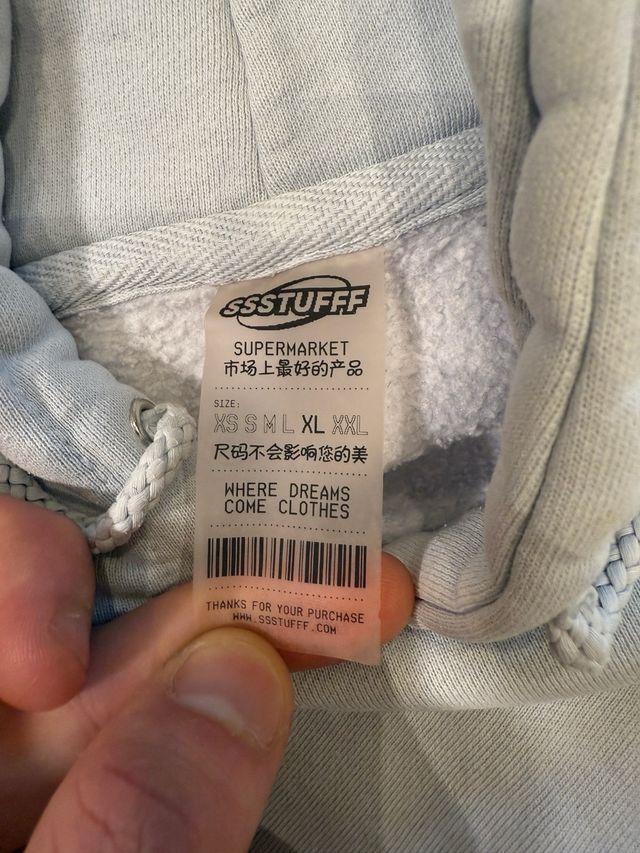 SSSTUFFF
SUPERMARKET
市场上最好的产品
SIZE:
XS S M L XL XXL
尺码不会影响您的美
WHERE DREAMS
COME CLOTHES
THANKS FOR YOUR PURCHASE
WWW.SSSTUFFF.COM